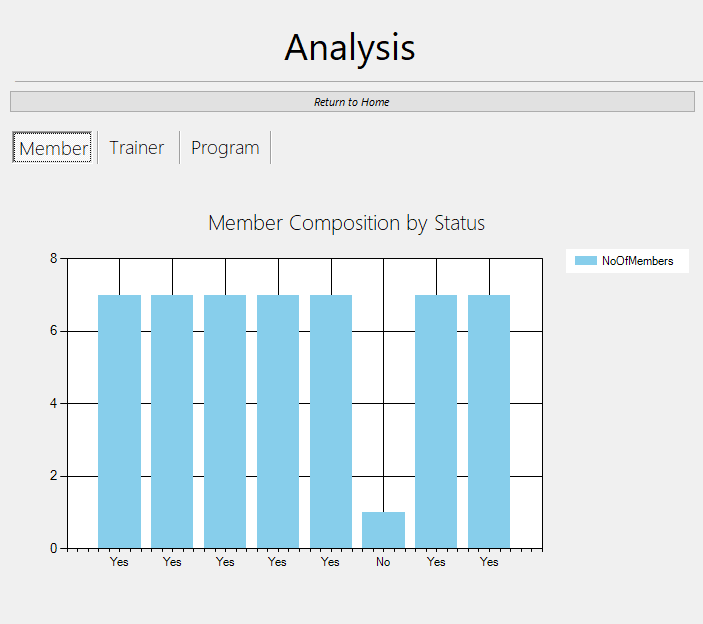 Analysis
Return to Home
Member Trainer Program
Member Composition by Status
8
NoOfMembers
6
4
2
0
Yes Yes Yes Yes Yes No Yes Yes